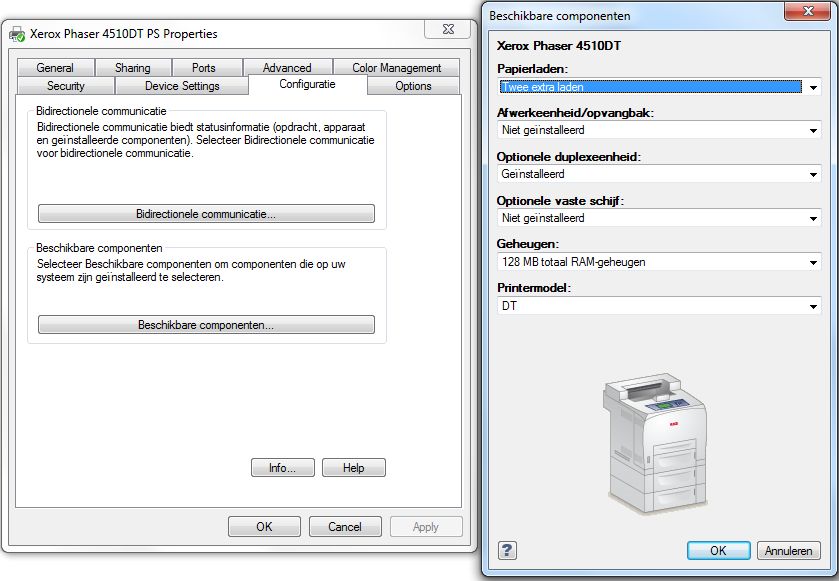 Xerox Phaser 4510DT PS Properties
General Sharing Ports Advanced Color Management
Security Device Settings Configuratie Options
Bidirectionele communicatie
Bidirectionele communicatie biedt statusinformatie (opdracht, apparaat
en geïnstalleerde componenten). Selecteer Bidirectionele communicatie
voor bidirectionele communicatie.
Bidirectionele communicatie...
Beschikbare componenten
Selecteer Beschikbare componenten om componenten die op uw
systeem zijn geïnstalleerd te selecteren.
Beschikbare componenten...
Info... Help
OK Cancel Apply
Beschikbare componenten
Xerox Phaser 4510DT
Papierladen:
Twee extra laden
Afwerkeenheid/opvangbak:
Niet geïnstalleerd
Optionele duplexeenheid:
Geïnstalleerd
Optionele vaste schijf:
Niet geïnstalleerd
Geheugen:
128 MB totaal RAM-geheugen
Printermodel:
DT
?
OK Annuleren